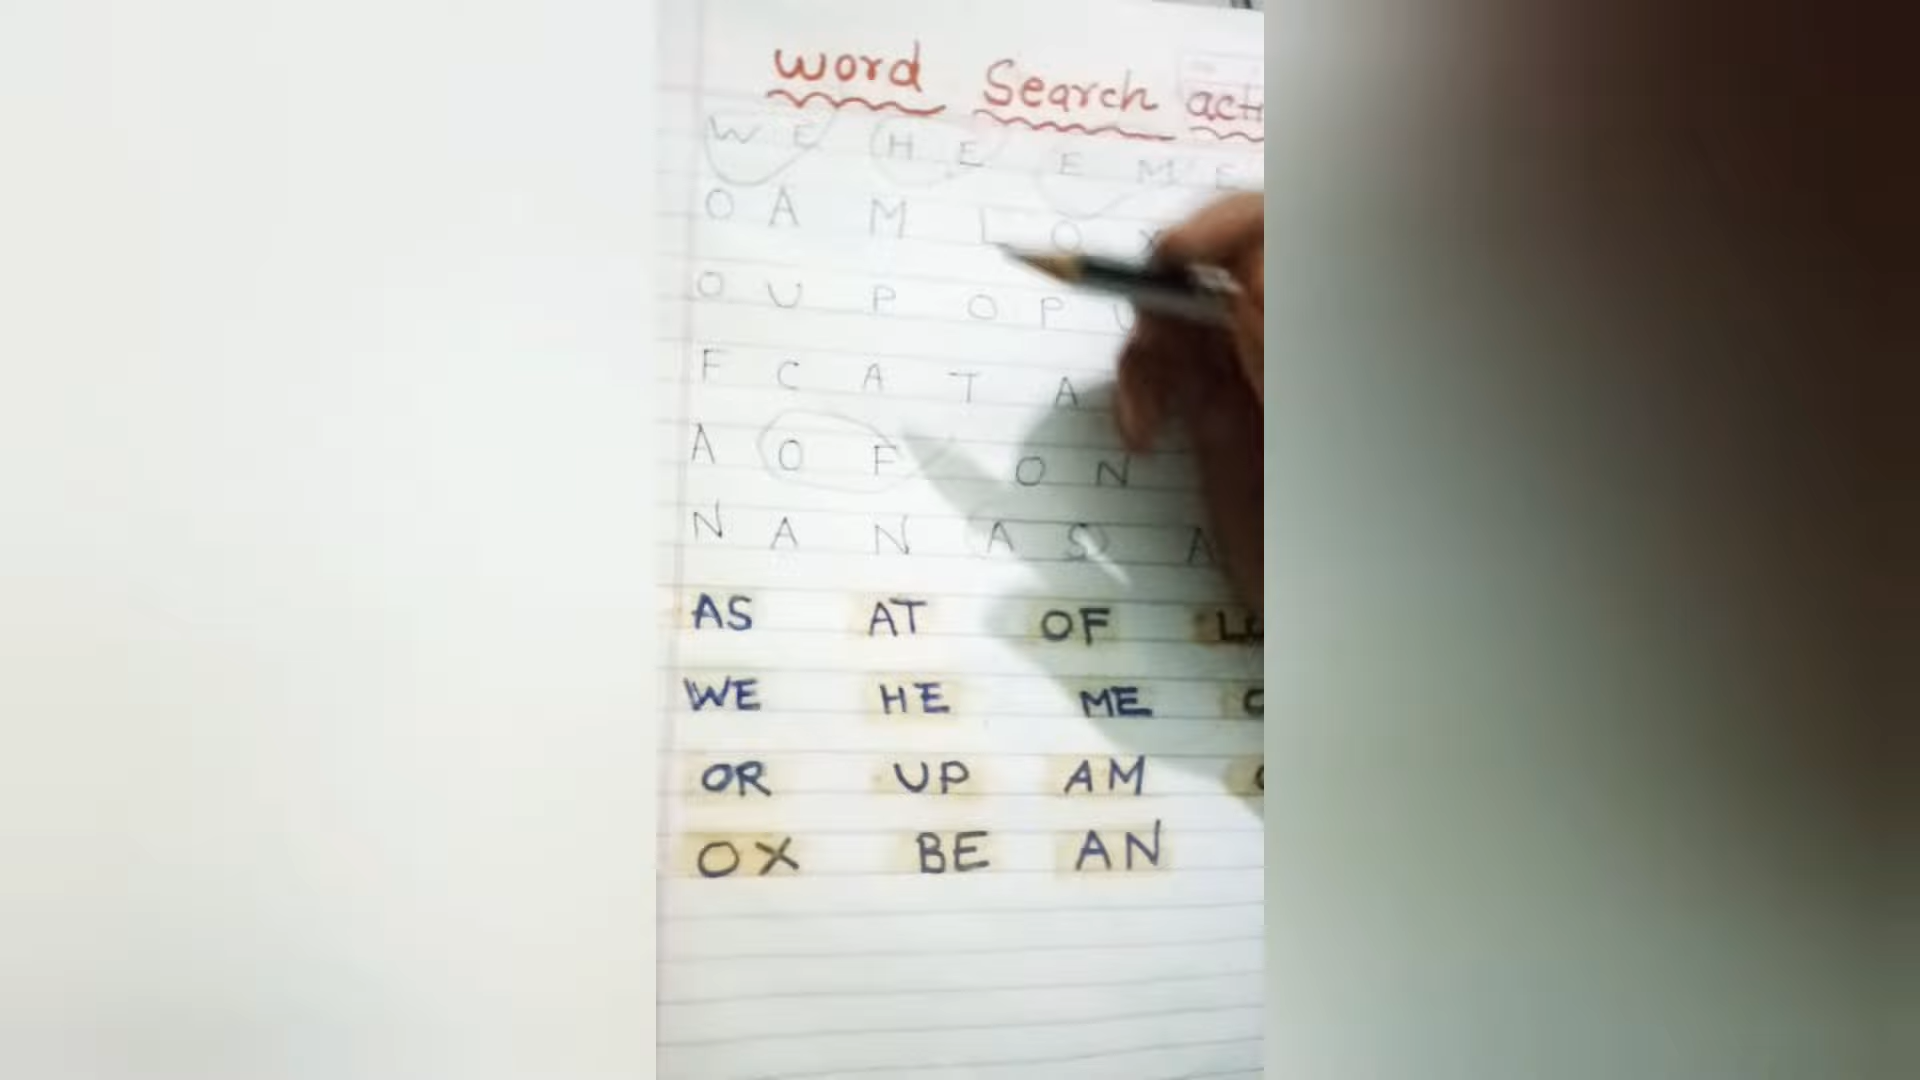 Word Search
W E H E E M E
O A M L O X
O U P O P U
F C A T A
A O F O N
N A N A S A
AS AT OF
WE HE ME
OR UP AM
OX BE AN